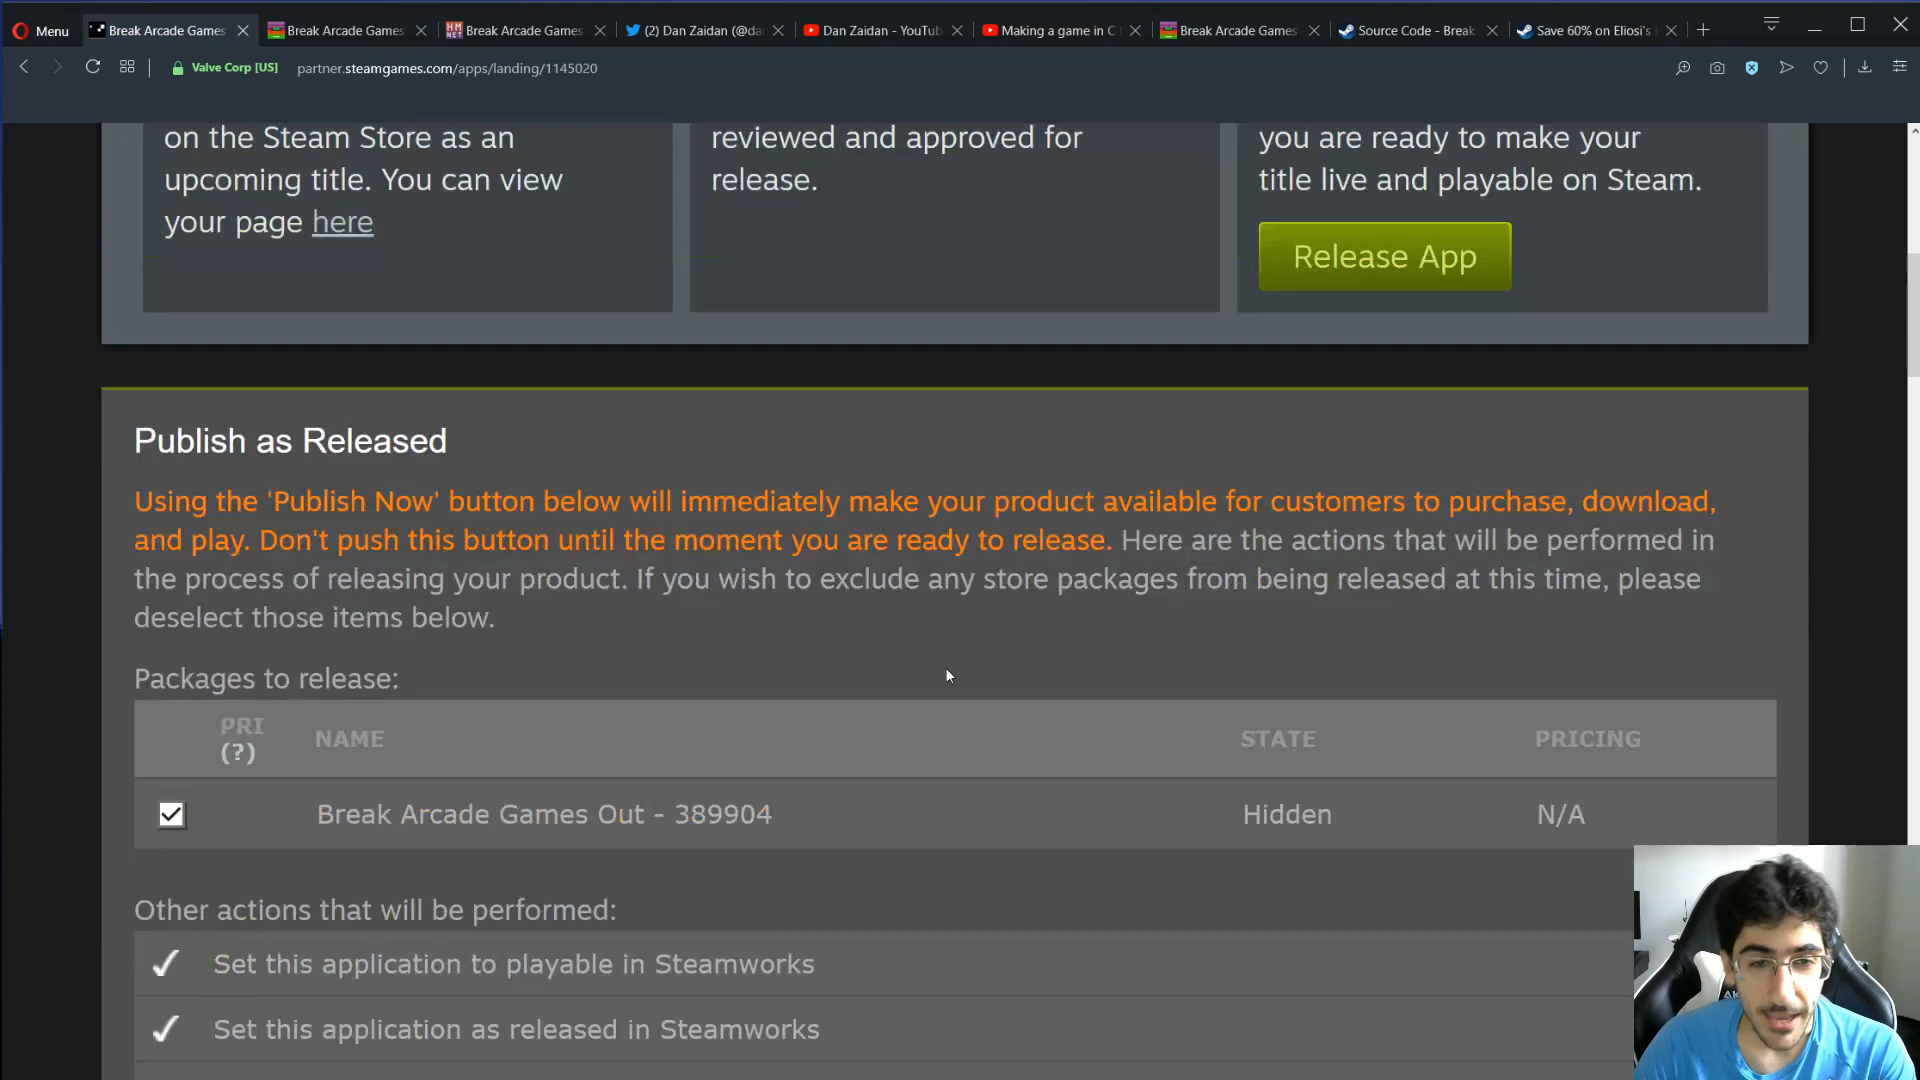 Menu
Break Arcade Games
Break Arcade Games
Break Arcade Games
(2) Dan Zaidan (@da
Dan Zaidan - YouTub
Making a game in C
Break Arcade Games
Source Code - Break
Save 60% on Eliosi's
Valve Corp [US]
partner.steamgames.com/apps/landing/1145020
on the Steam Store as an
upcoming title. You can view
your page here
reviewed and approved for
release.
you are ready to make your
title live and playable on Steam.
Release App
Publish as Released
Using the 'Publish Now' button below will immediately make your product available for customers to purchase, download,
and play. Don't push this button until the moment you are ready to release. Here are the actions that will be performed in
the process of releasing your product. If you wish to exclude any store packages from being released at this time, please
deselect those items below.
Packages to release:
PRI
(?)
NAME
STATE
PRICING
Break Arcade Games Out - 389904
Hidden
N/A
Other actions that will be performed:
Set this application to playable in Steamworks
Set this application as released in Steamworks